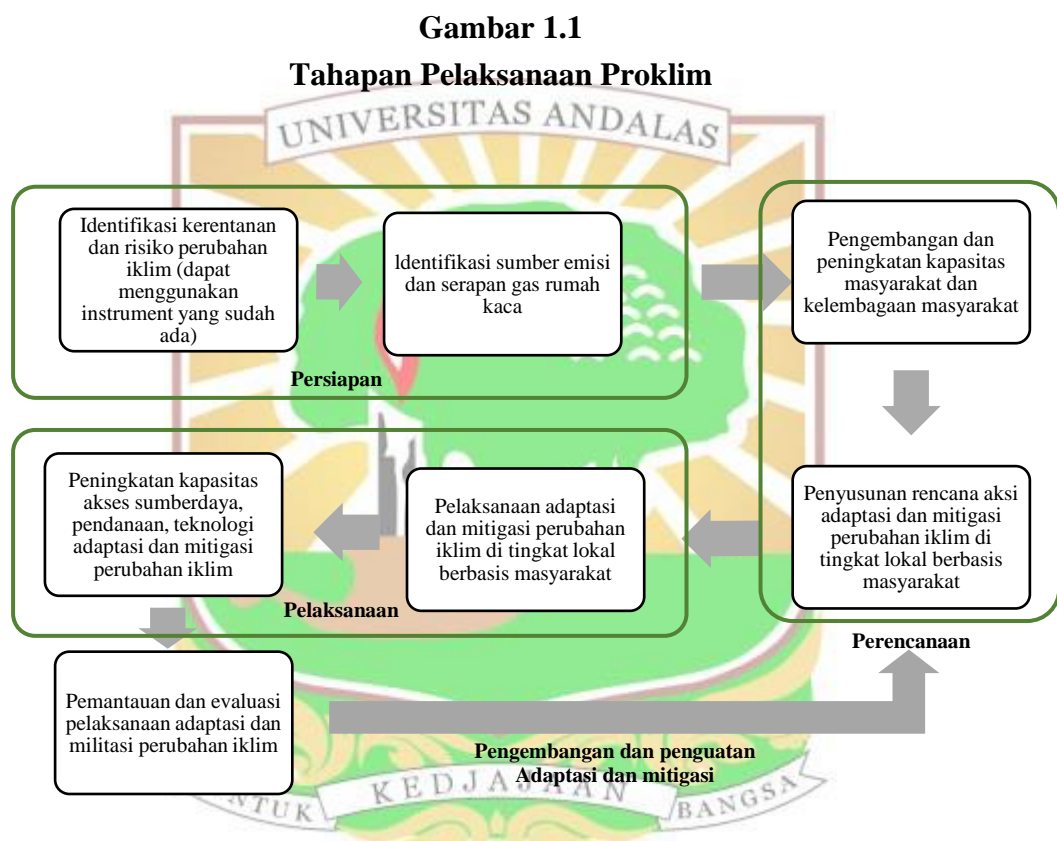 Gambar 1.1
Tahapan Pelaksanaan Proklim
UNIVERSITAS ANDALAS
Identifikasi kerentanan
dan risiko perubahan
iklim (dapat
menggunakan
instrument yang sudah
ada)
Identifikasi sumber emisi
dan serapan gas rumah
kaca
Persiapan
Pengembangan dan
peningkatan kapasitas
masyarakat dan
kelembagaan masyarakat
Penyusunan rencana aksi
adaptasi dan mitigasi
perubahan iklim di
tingkat lokal berbasis
masyarakat
Perencanaan
Pelaksanaan adaptasi
dan mitigasi perubahan
iklim di tingkat lokal
berbasis masyarakat
Peningkatan kapasitas
akses sumberdaya,
pendanaan, teknologi
adaptasi dan mitigasi
perubahan iklim
Pelaksanaan
Pemantauan dan evaluasi
pelaksanaan adaptasi dan
militasi perubahan iklim
Pengembangan dan penguatan
Adaptasi dan mitigasi
UNTUK KEDJAJAAN BANGSA